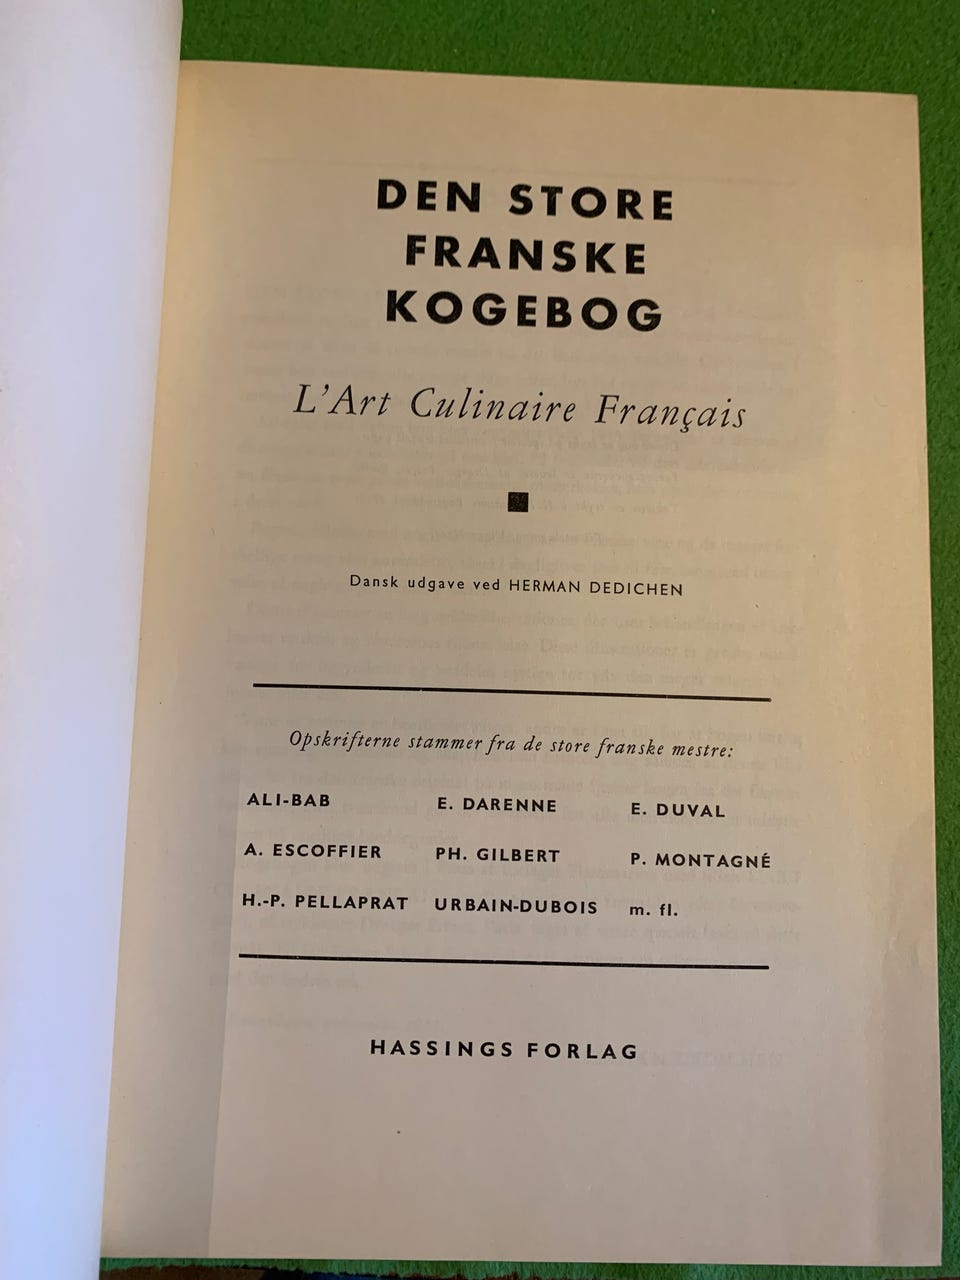 DEN STORE
FRANSKE
KOGEBOG
L'Art Culinaire Français
Dansk udgave ved HERMAN DEDICHEN
Opskrifterne stammer fra de store franske mestre:
ALI-BAB E. DARENNE E. DUVAL
A. ESCOFFIER PH. GILBERT P. MONTAGNÉ
H.-P. PELLAPRAT URBAIN-DUBOIS m. fl.
HASSINGS FORLAG